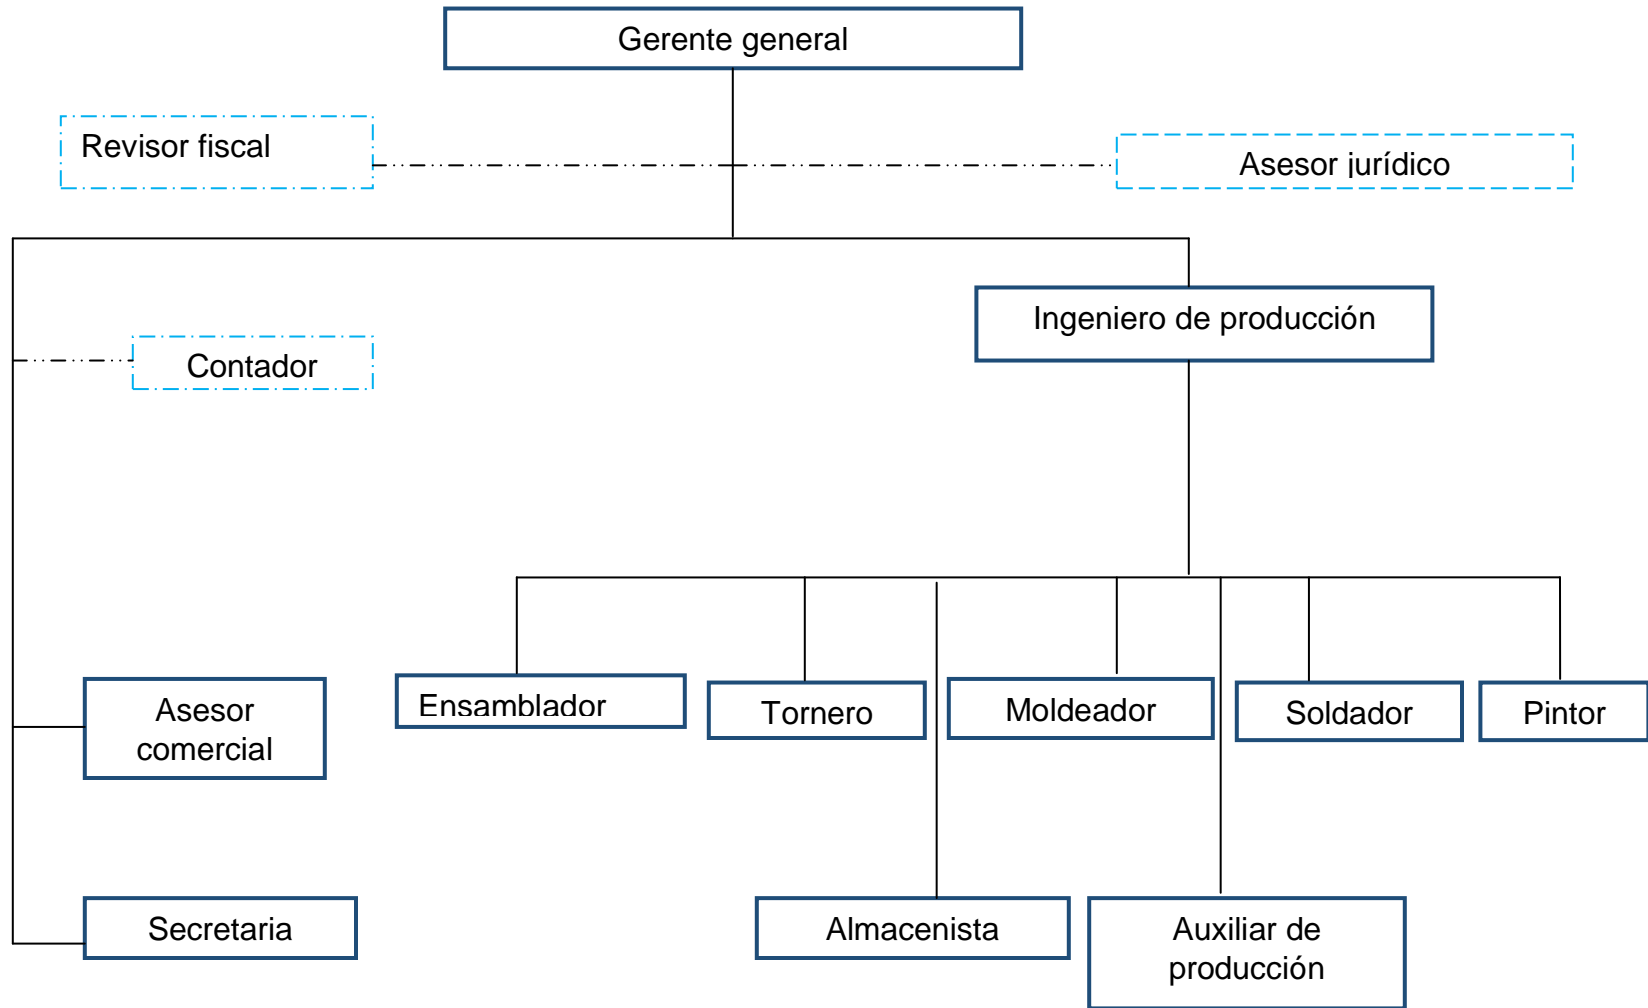 Gerente general
Revisor fiscal
Asesor jurídico
Ingeniero de producción
Contador
Asesor
comercial
Ensamblador
Tornero
Moldeador
Soldador
Pintor
Secretaria
Almacenista
Auxiliar de
producción